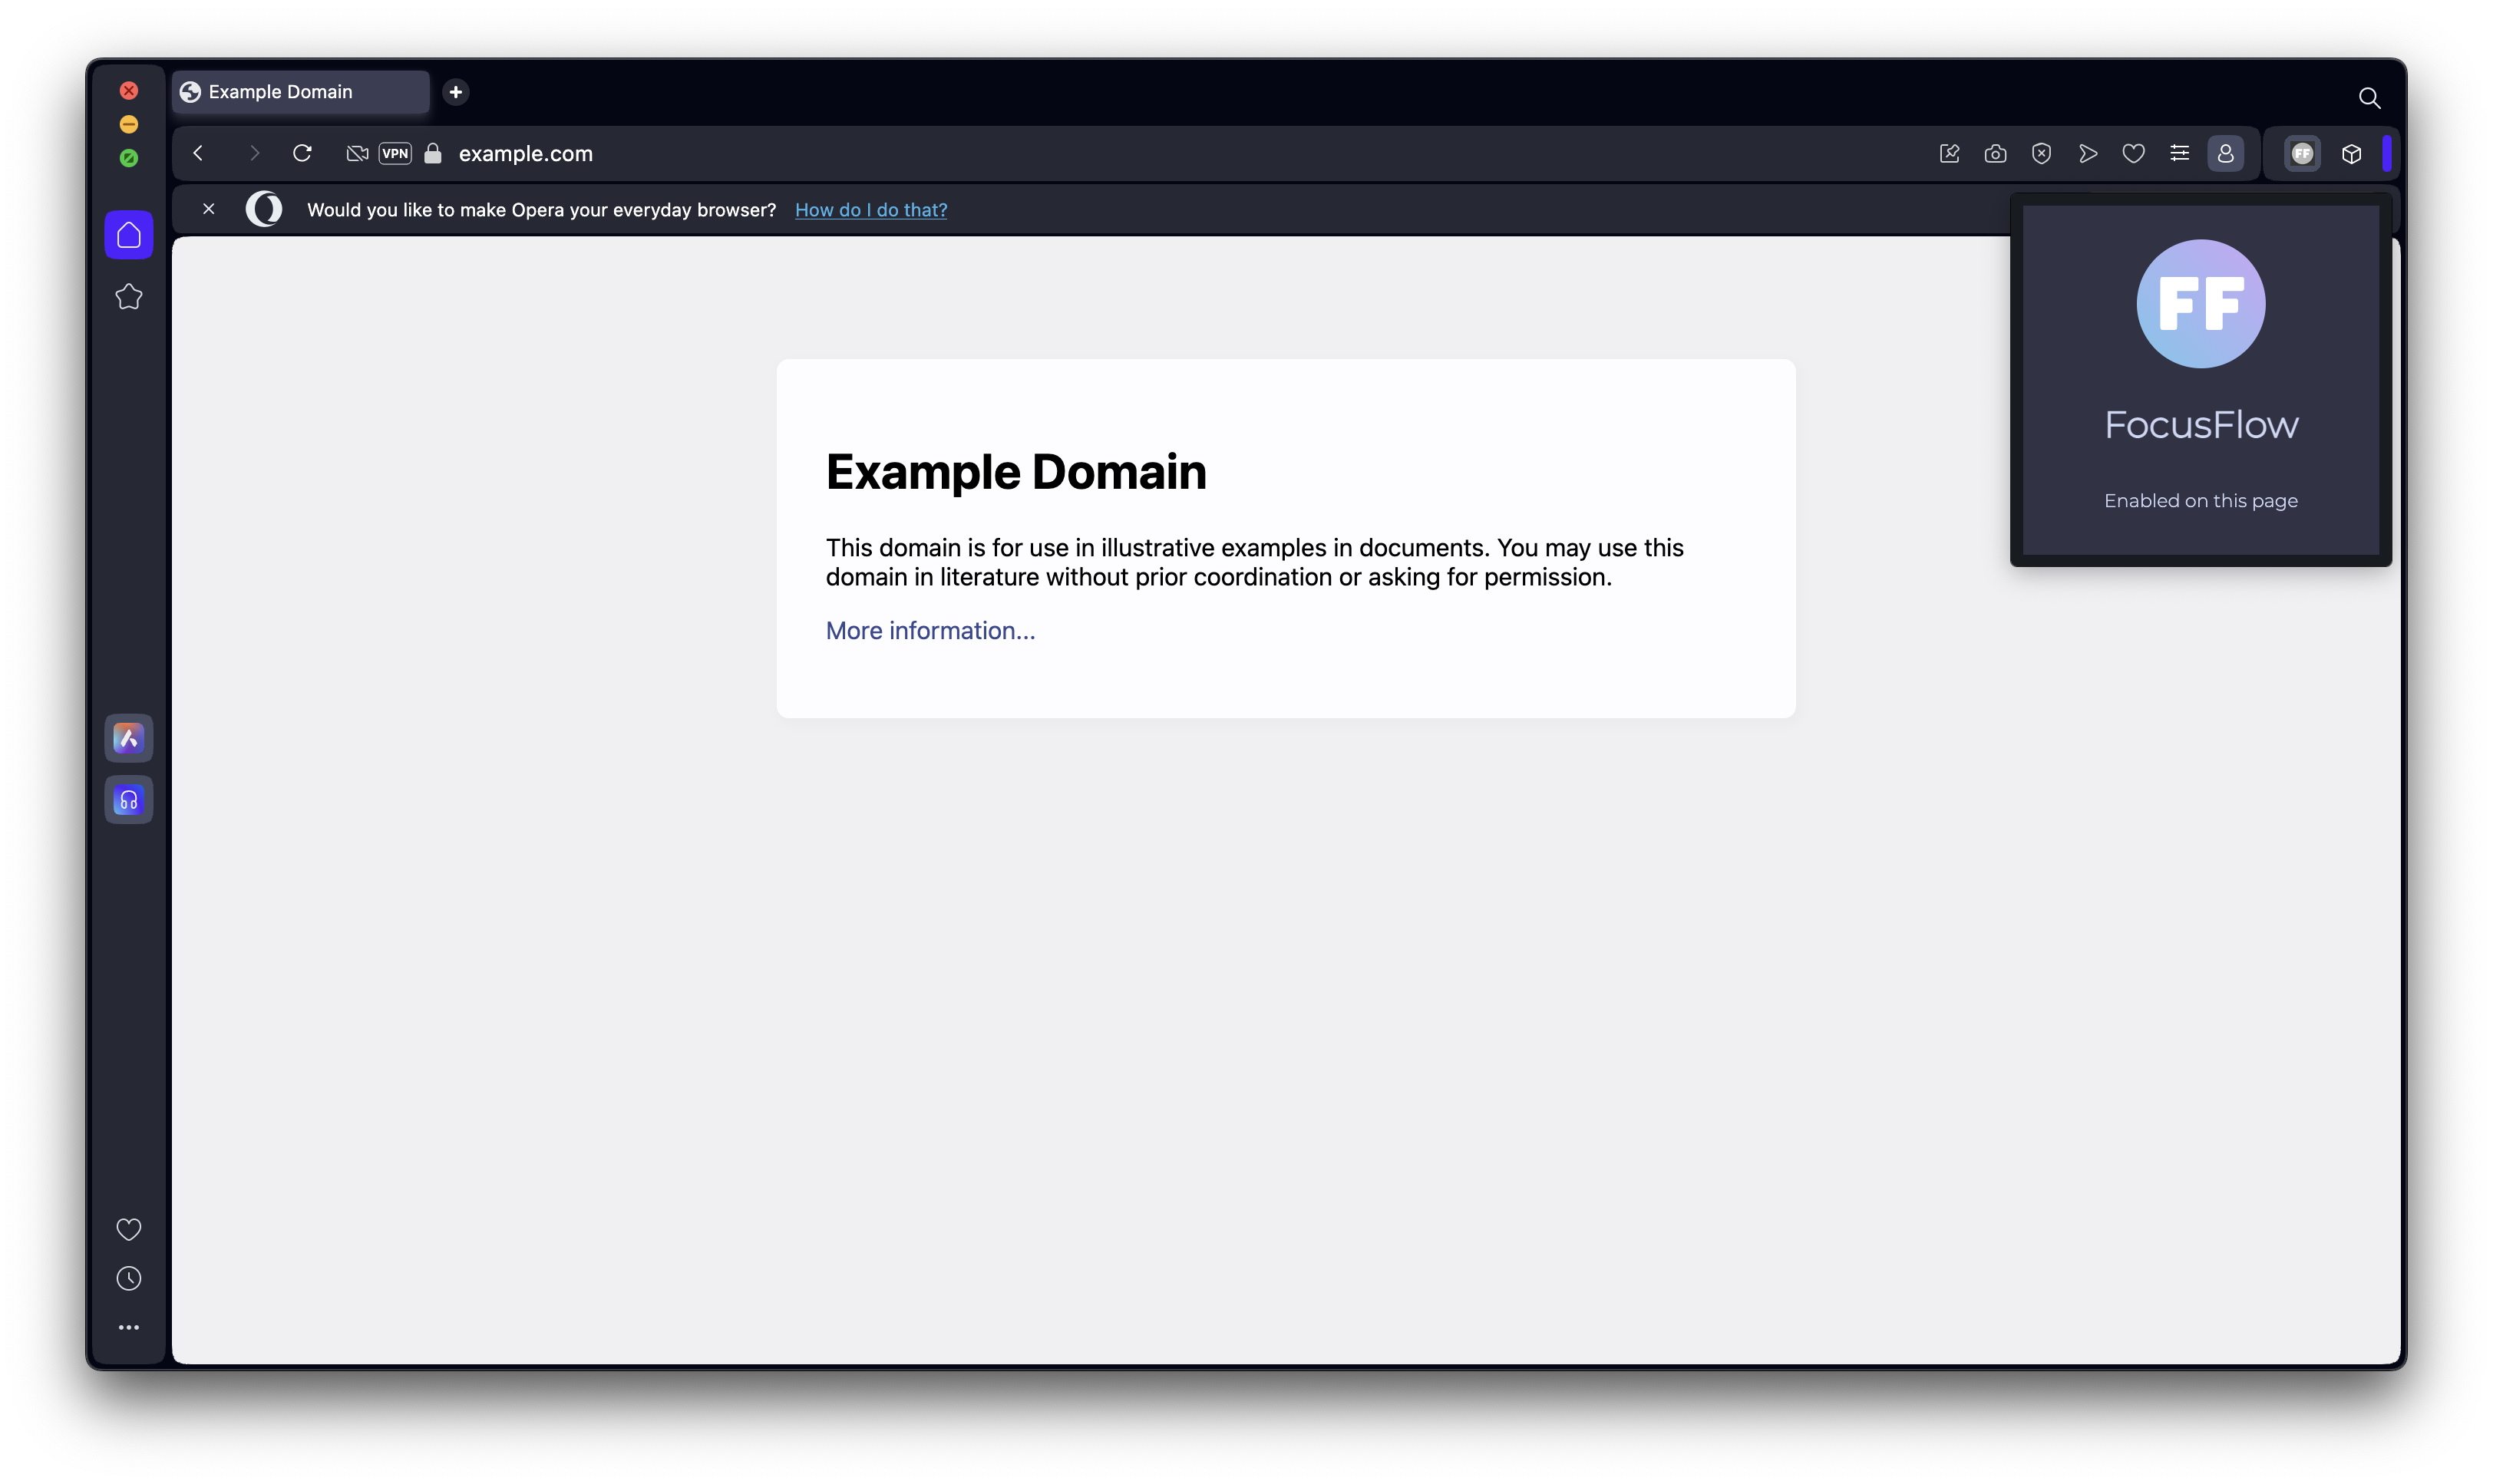 Example Domain
VPN
example.com
FF
Would you like to make Opera your everyday browser? How do I do that?
FF
FocusFlow
Enabled on this page
Example Domain
This domain is for use in illustrative examples in documents. You may use this
domain in literature without prior coordination or asking for permission.
More information...